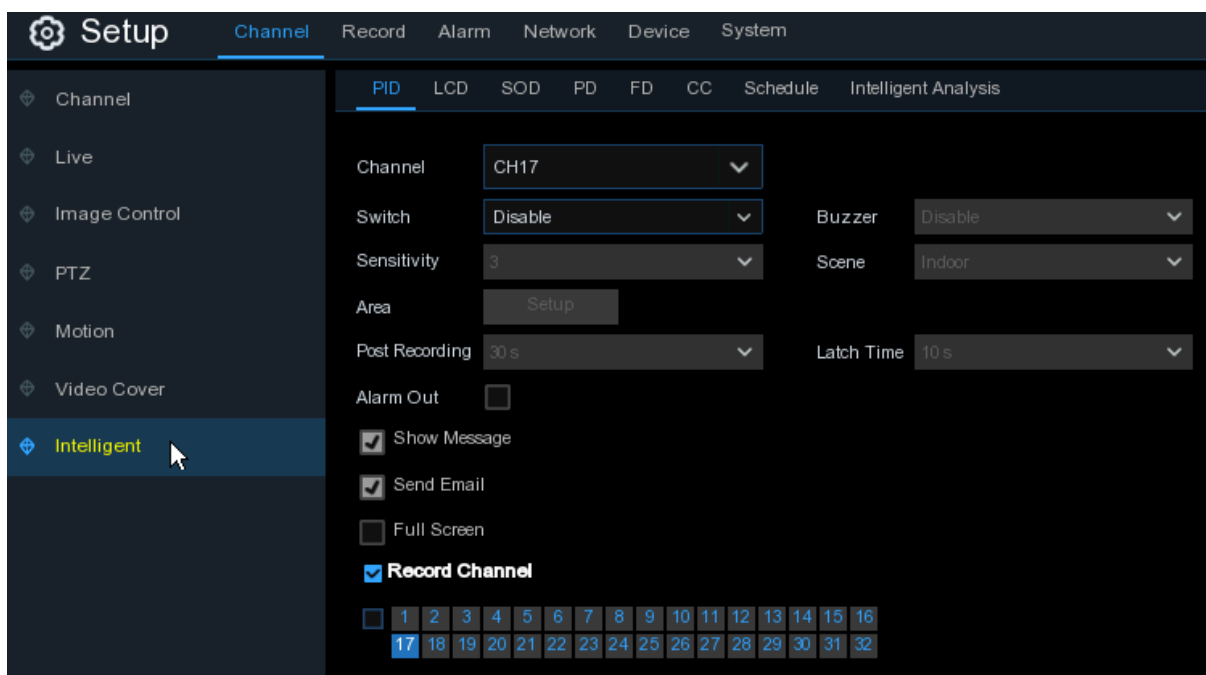 Setup Channel Record Alarm Network Device System
PID LCD SOD PD FD CC Schedule Intelligent Analysis
Channel
Live
Image Control
PTZ
Motion
Video Cover
Intelligent
Channel CH17
Switch Disable Buzzer Disable
Sensitivity 3 Scene Indoor
Area Setup
Post Recording 30 s Latch Time 10 s
Alarm Out
Show Message
Send Email
Full Screen
Record Channel
1 2 3 4 5 6 7 8 9 10 11 12 13 14 15 16
17 18 19 20 21 22 23 24 25 26 27 28 29 30 31 32